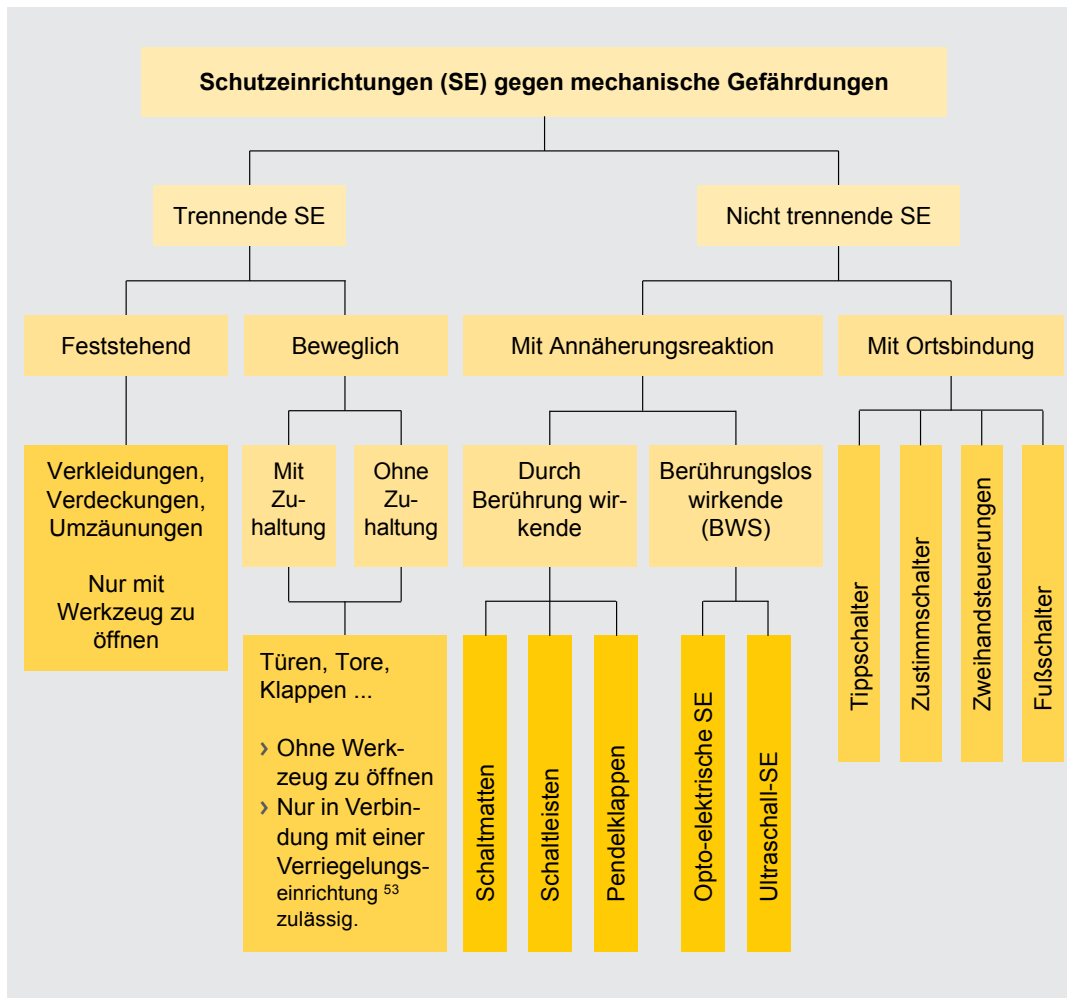 Schutzeinrichtungen (SE) gegen mechanische Gefährdungen
Trennende SE
Nicht trennende SE
Feststehend
Beweglich
Mit Annäherungsreaktion
Mit Ortsbindung
Verkleidungen,
Verdeckungen,
Umzäunungen
Nur mit
Werkzeug zu
öffnen
Mit
Zu-
haltung
Ohne
Zu-
haltung
Durch
Berührung wir-
kende
Berührungslos
wirkende
(BWS)
Tippschalter
Zustimmschalter
Zweihandsteuerungen
Fußschalter
Türen, Tore,
Klappen ...
› Ohne Werk-
zeug zu öffnen
› Nur in Verbin-
dung mit einer
Verriegelungs-
einrichtung 53
zulässig.
Schaltmatten
Schaltleisten
Pendelklappen
Opto-elektrische SE
Ultraschall-SE